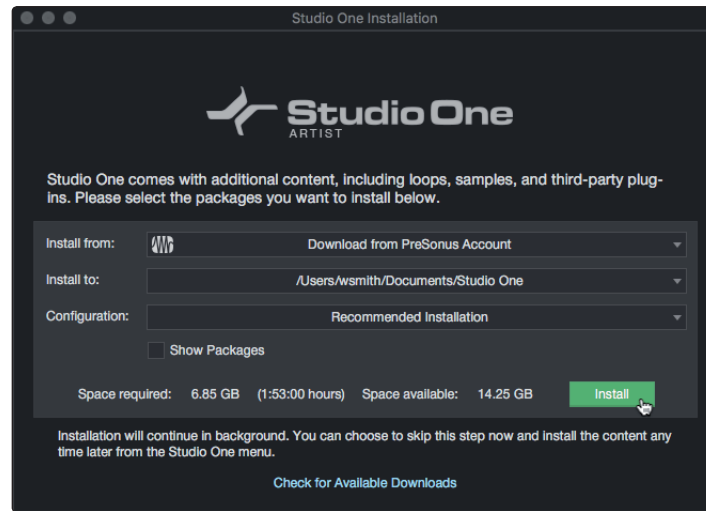 Studio One Installation
Studio One
ARTIST
Studio One comes with additional content, including loops, samples, and third-party plug-
ins. Please select the packages you want to install below.
Install from: Download from PreSonus Account
Install to: /Users/wsmith/Documents/Studio One
Configuration: Recommended Installation
Show Packages
Space required: 6.85 GB (1:53:00 hours) Space available: 14.25 GB Install
Installation will continue in background. You can choose to skip this step now and install the content any
time later from the Studio One menu.
Check for Available Downloads